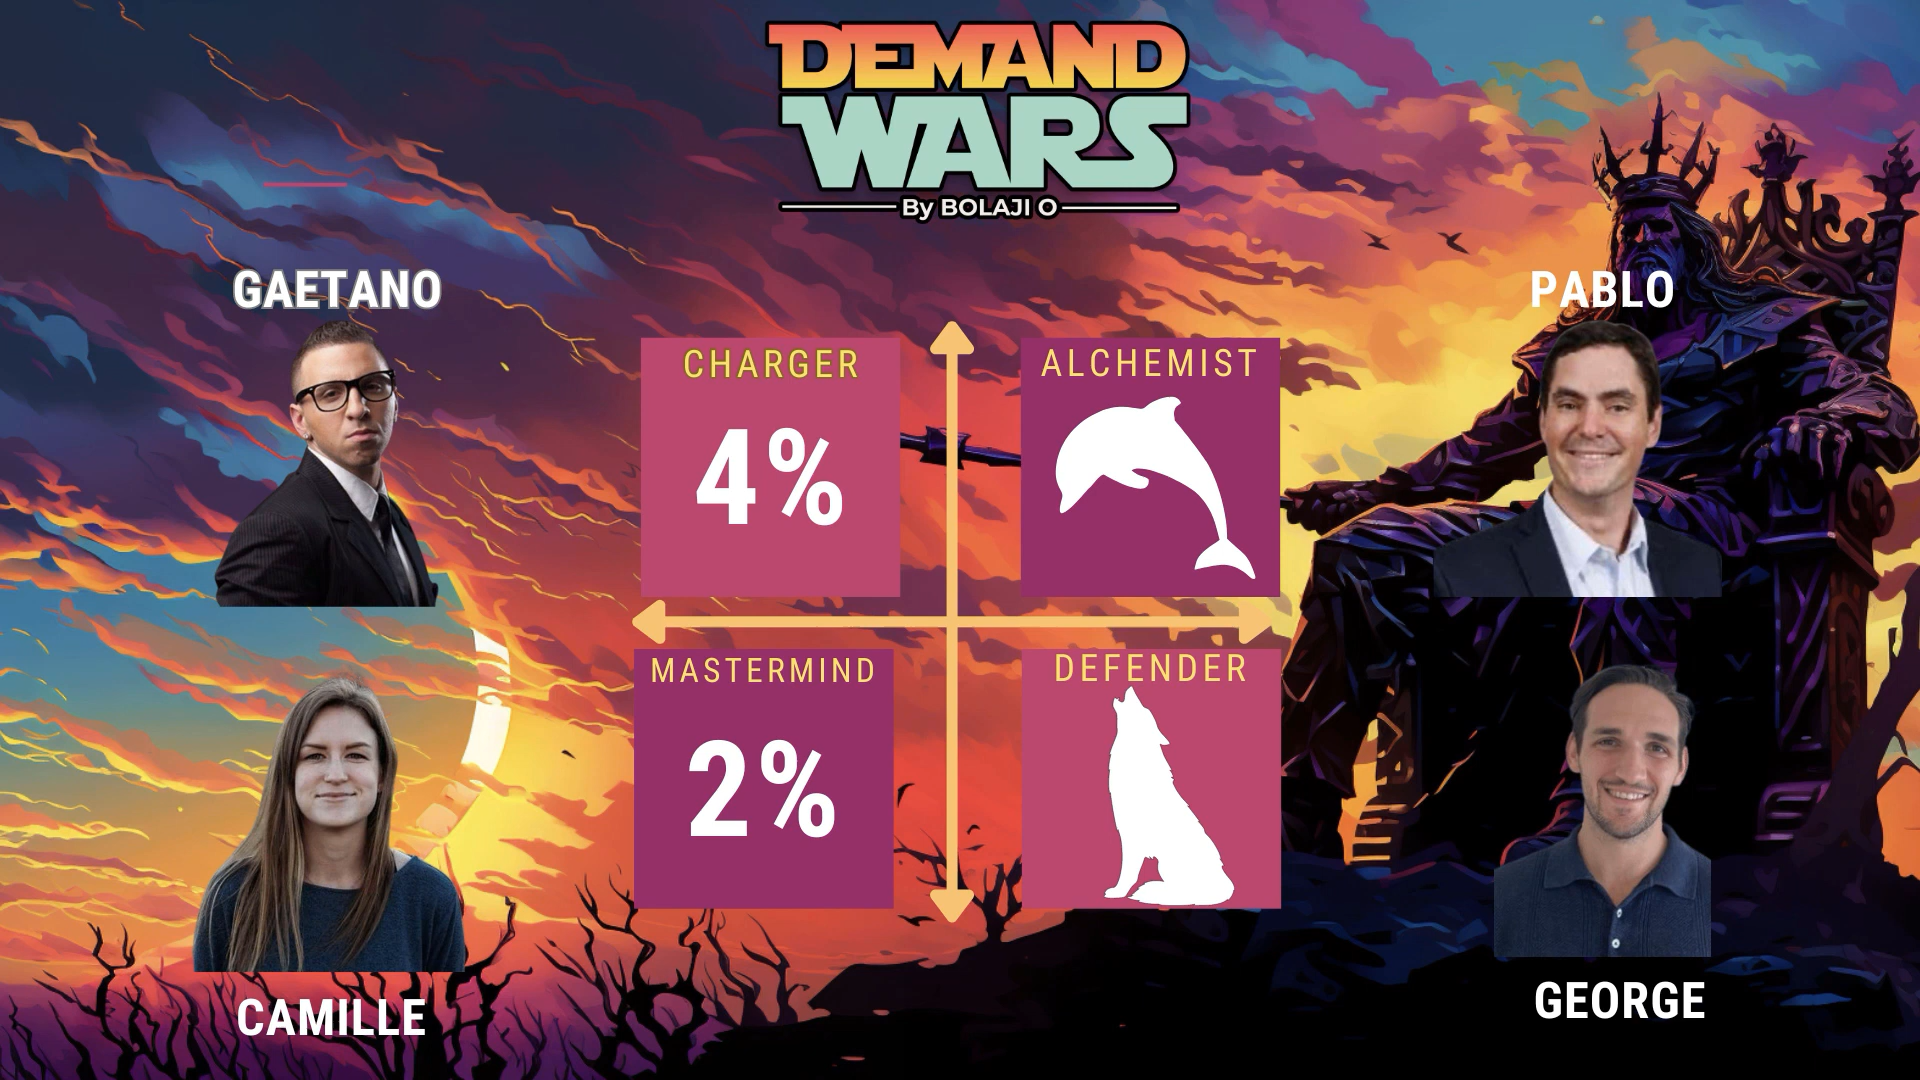 DEMAND
WARS
By BOLAJI O
GAETANO
PABLO
CHARGER
ALCHEMIST
4%
MASTERMIND
DEFENDER
2%
CAMILLE
GEORGE